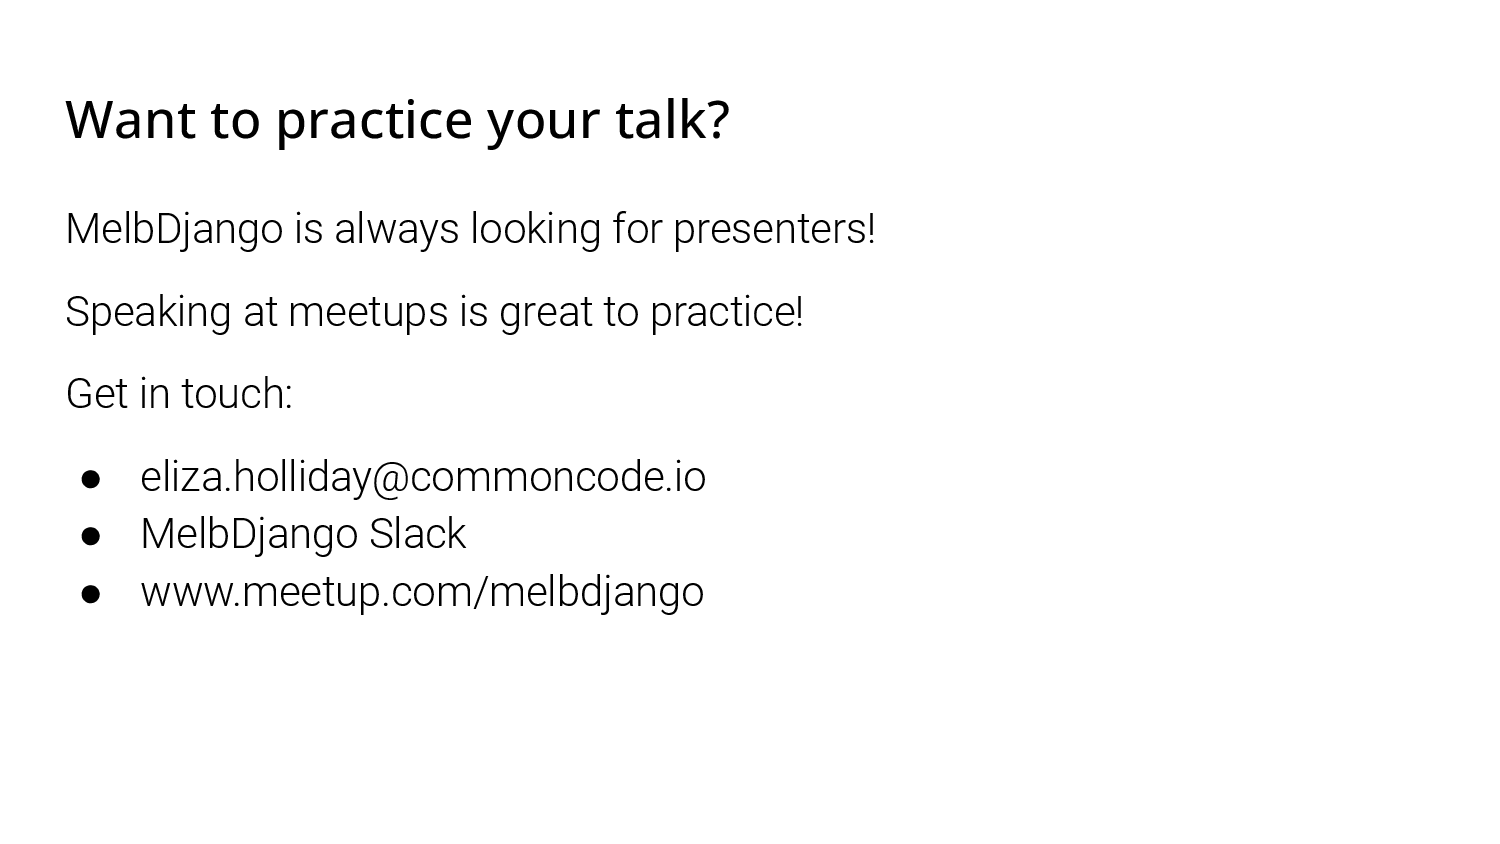 Want to practice your talk?
MelbDjango is always looking for presenters!
Speaking at meetups is great to practice!
Get in touch:
● eliza.holliday@commoncode.io
● MelbDjango Slack
● www.meetup.com/melbdjango